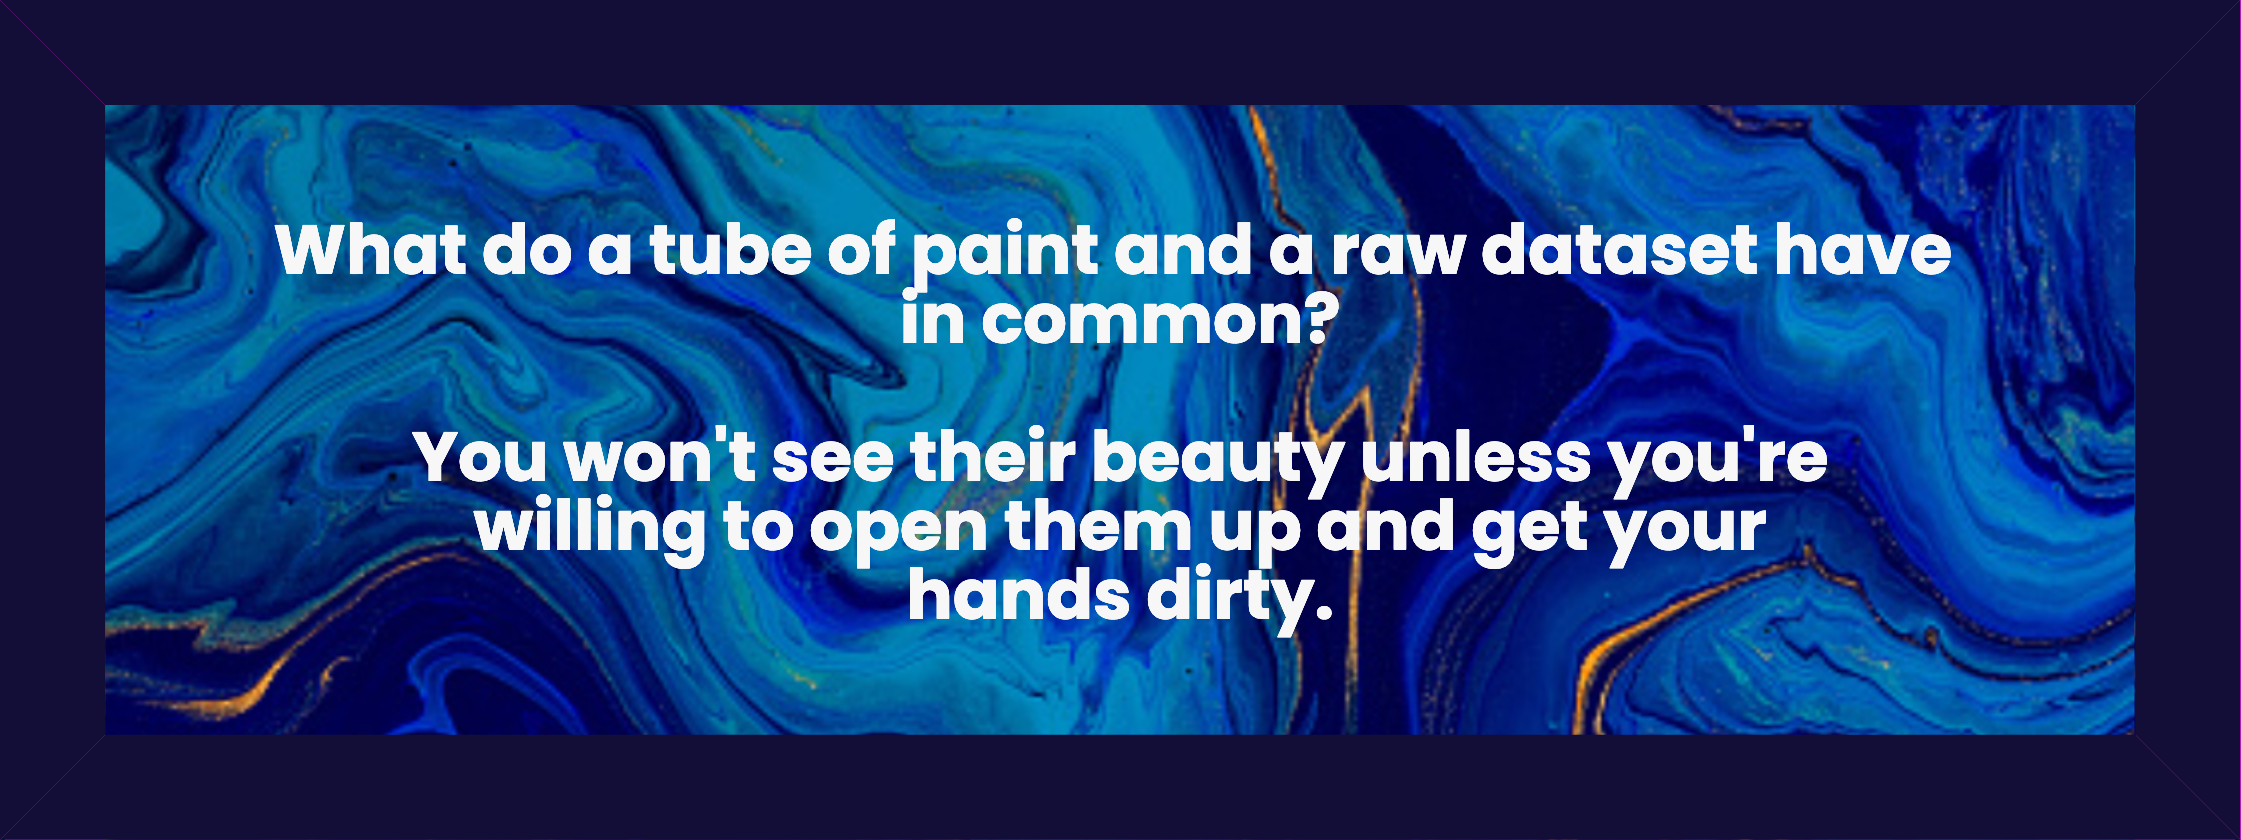 What do a tube of paint and a raw dataset have
in common?
You won't see their beauty unless you're
willing to open them up and get your
hands dirty.